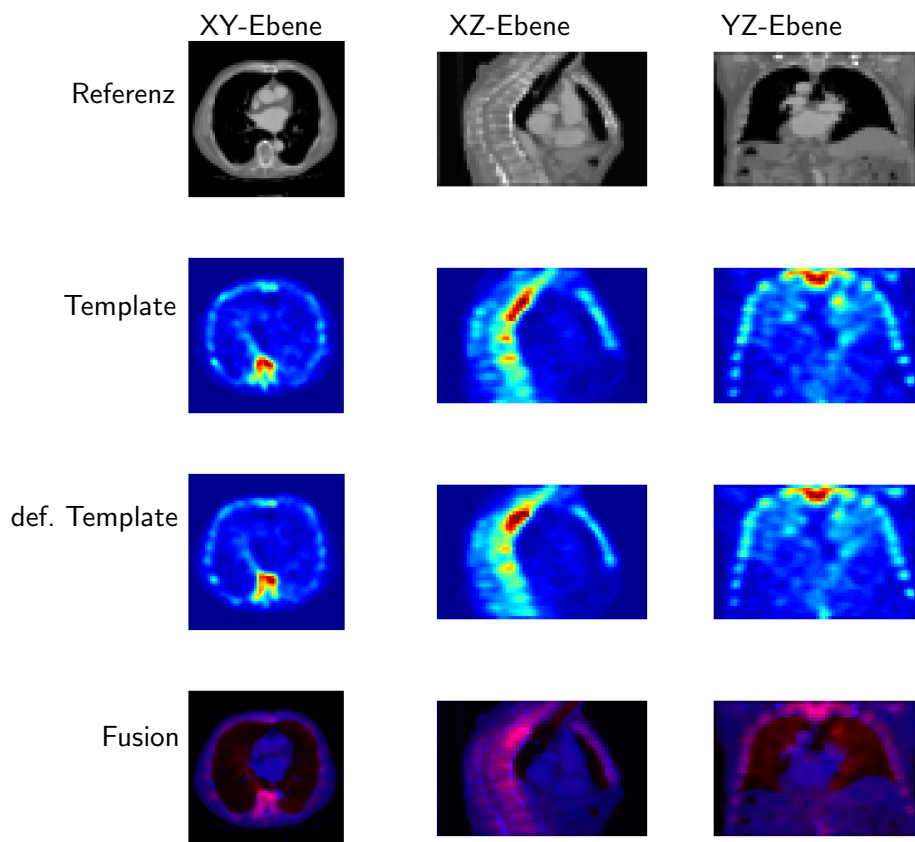 XY-Ebene XZ-Ebene YZ-Ebene
Referenz
Template
def. Template
Fusion